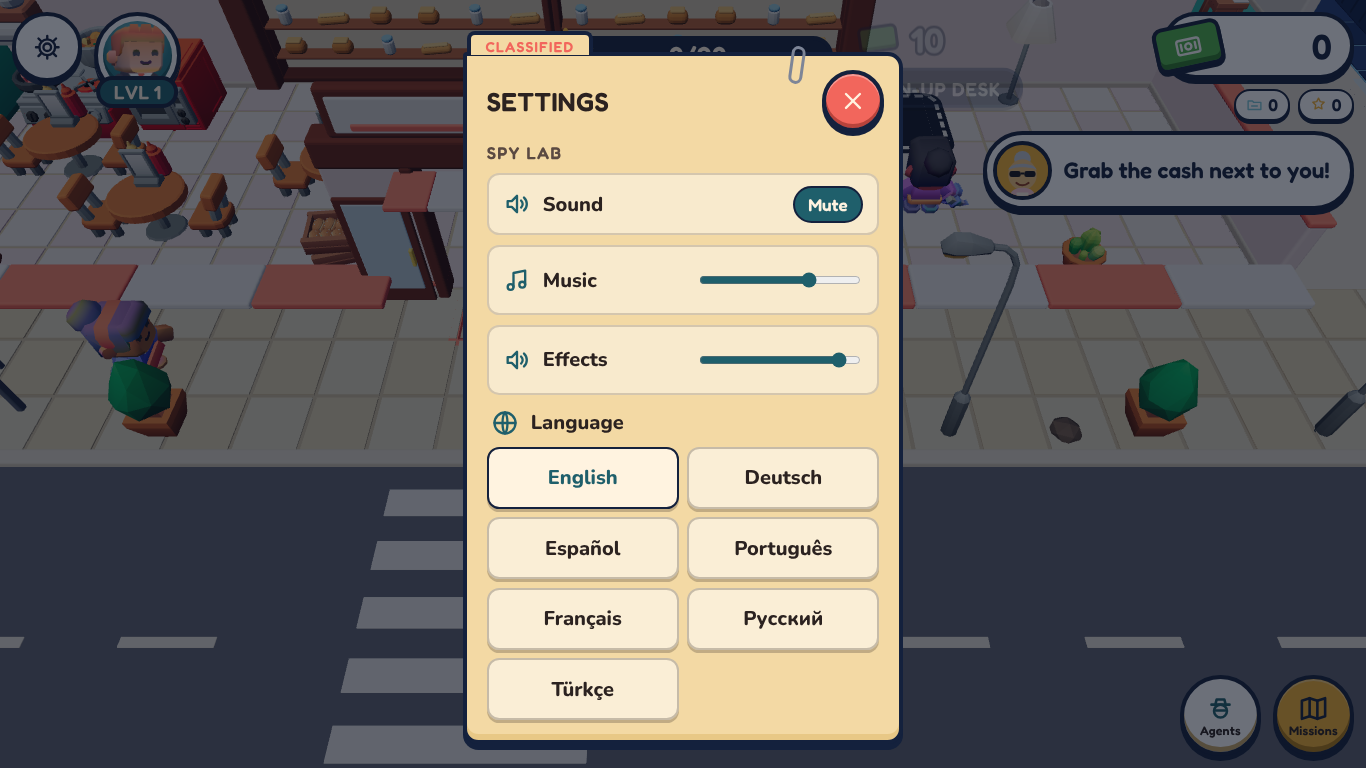 CLASSIFIED
10
0
LVL 1
SETTINGS
DESK
0
0
SPY LAB
Grab the cash next to you!
Sound
Mute
Music
Effects
Language
English
Deutsch
Español
Português
Français
Русский
Türkçe
Agents
Missions